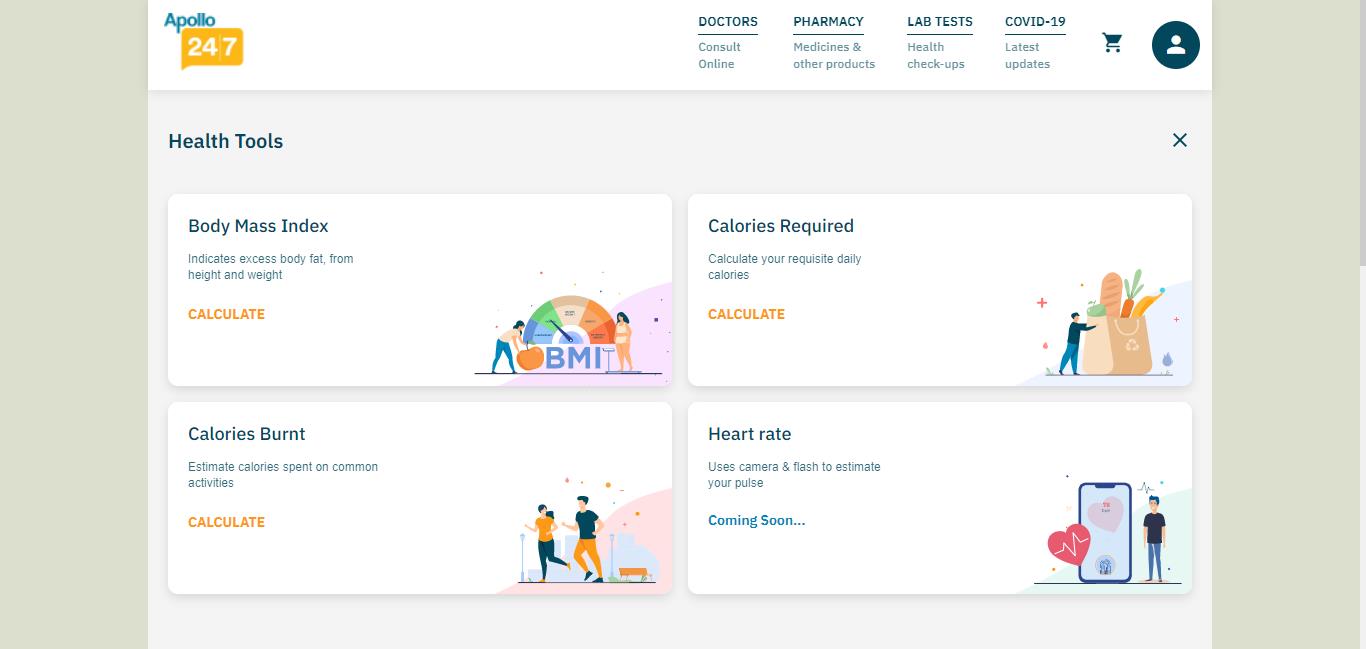 Apollo
24|7
DOCTORS
Consult
Online
PHARMACY
Medicines &
other products
LAB TESTS
Health
check-ups
COVID-19
Latest
updates
Health Tools
Body Mass Index
Indicates excess body fat, from
height and weight
CALCULATE
BMI
Calories Required
Calculate your requisite daily
calories
CALCULATE
Calories Burnt
Estimate calories spent on common
activities
CALCULATE
Heart rate
Uses camera & flash to estimate
your pulse
Coming Soon...